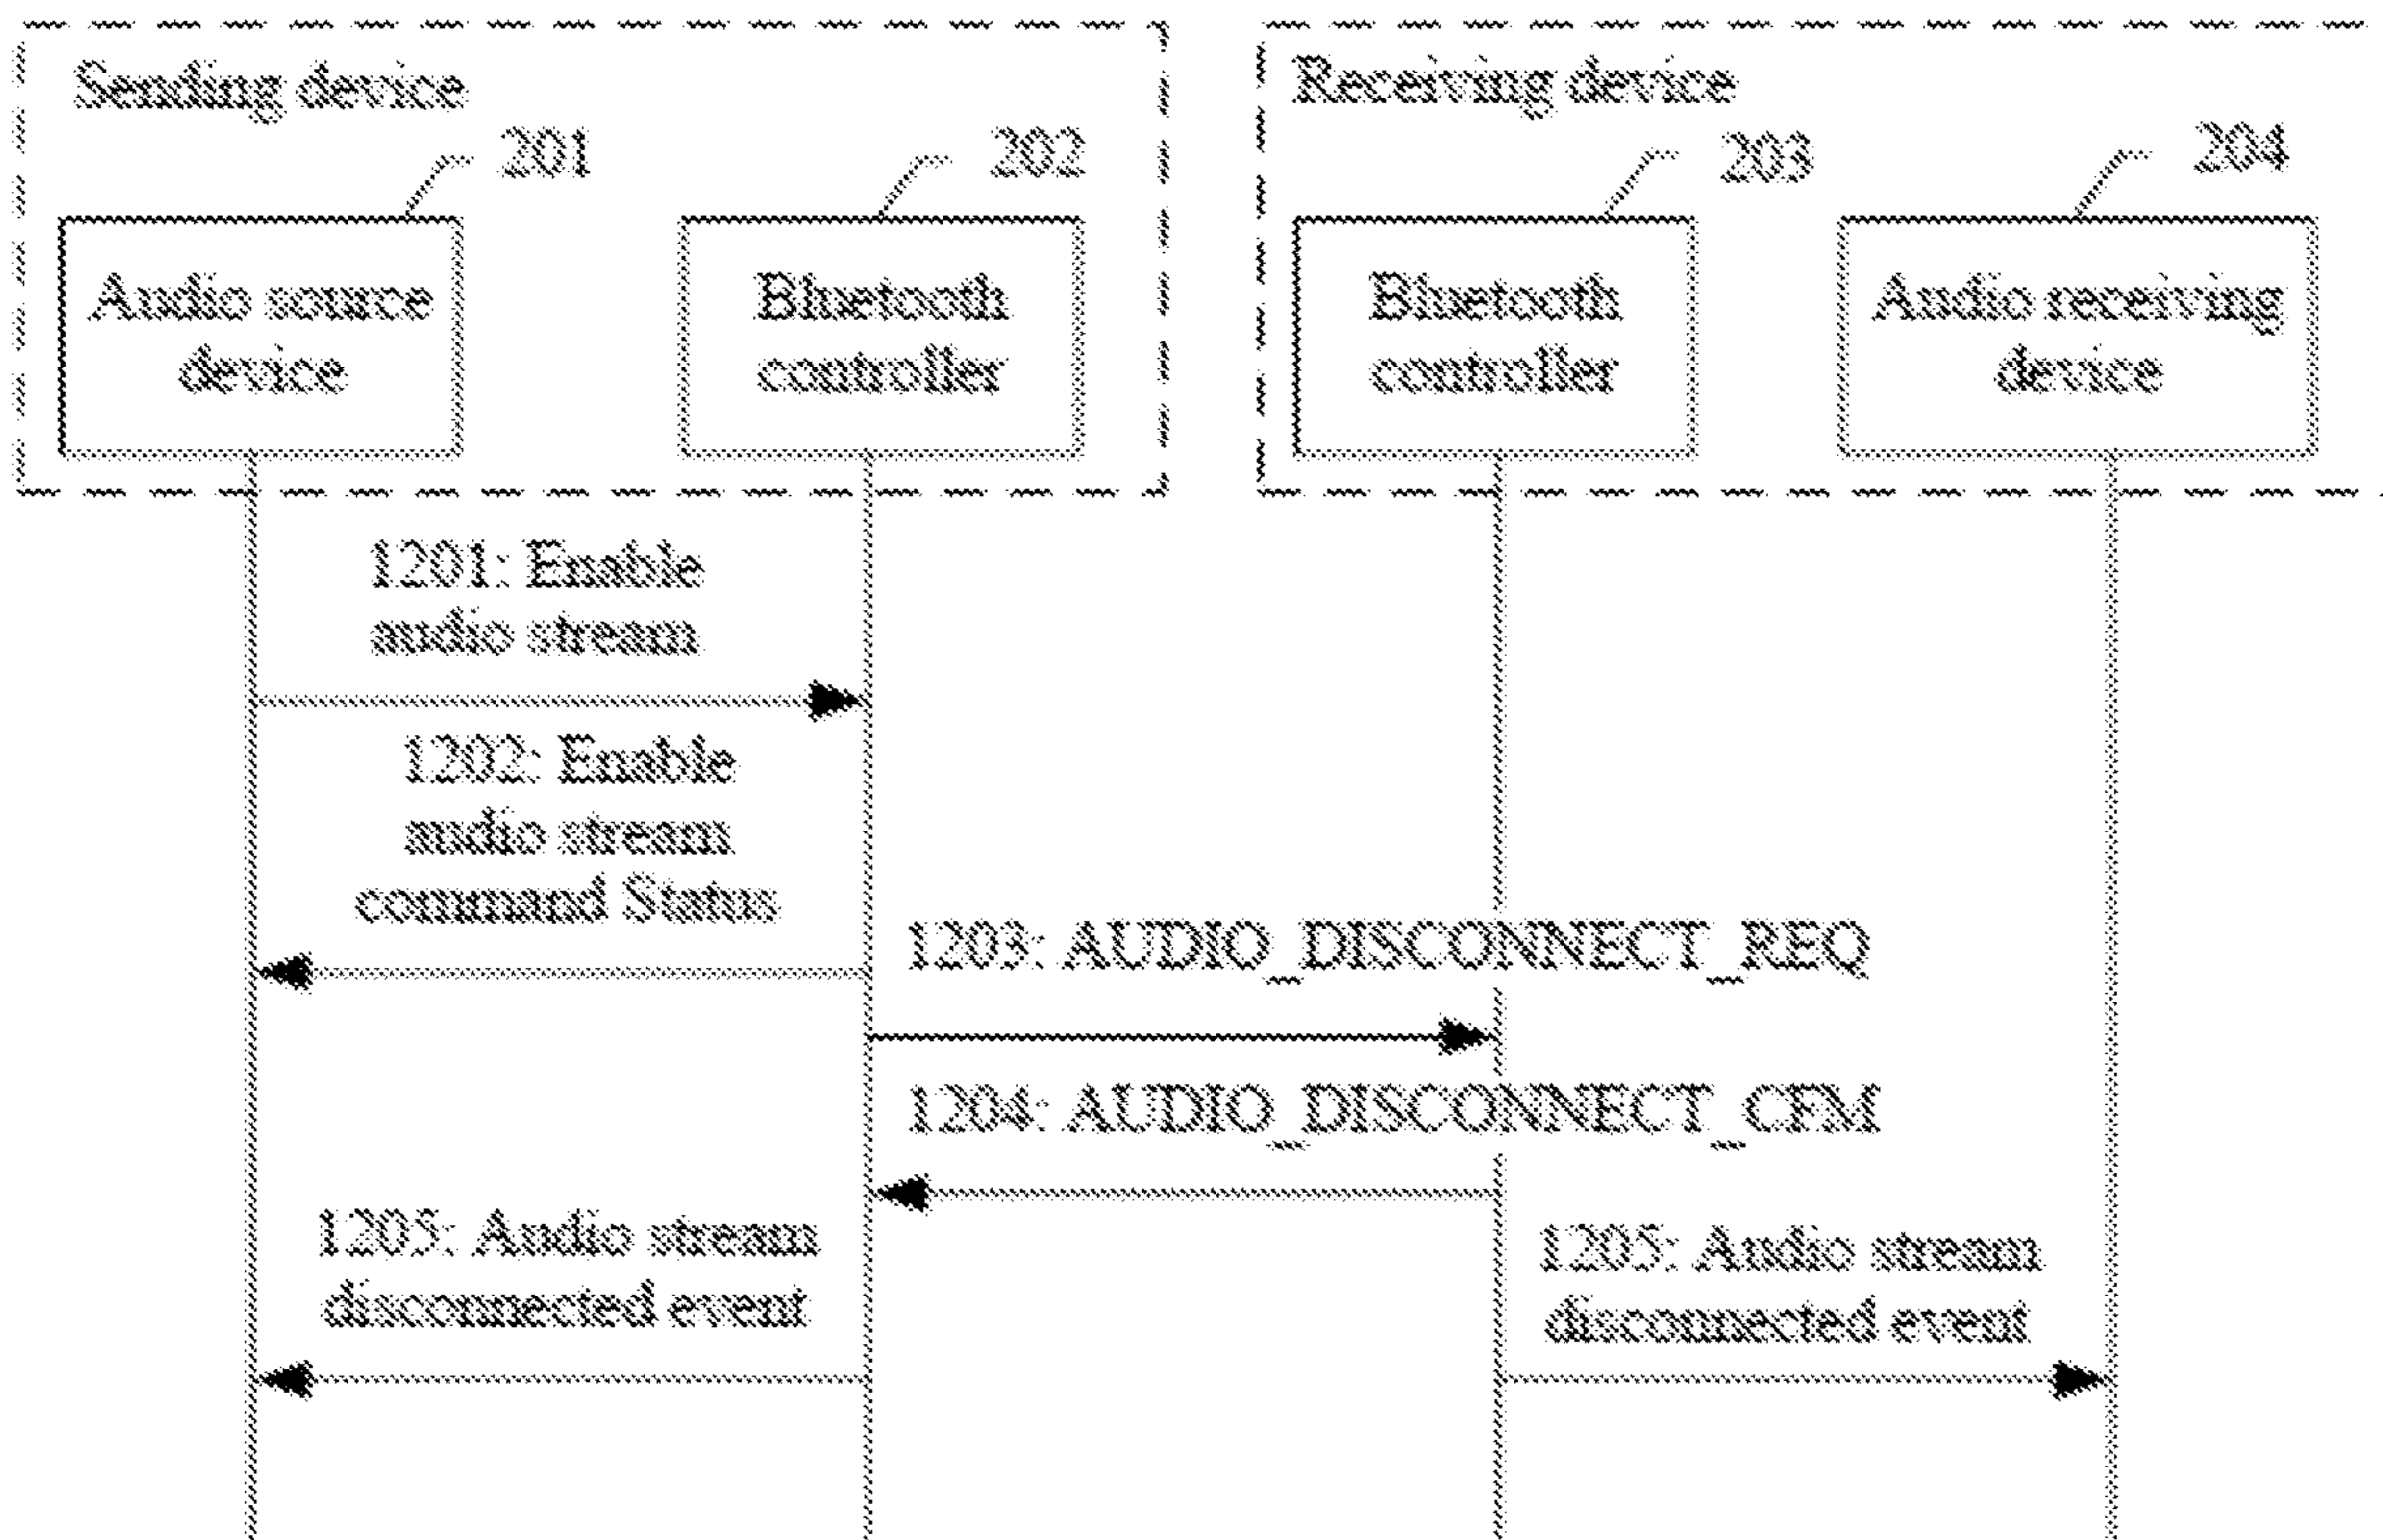 Sending device
Receiving device
201
202
203
204
Audio source
device
Bluetooth
controller
Bluetooth
controller
Audio receiving
device
1201: Enable
audio stream
1202: Enable
audio stream
command Status
1203: AUDIO_DISCONNECT_REQ
1204: AUDIO_DISCONNECT_CFM
1205: Audio stream
disconnected event
1205: Audio stream
disconnected event